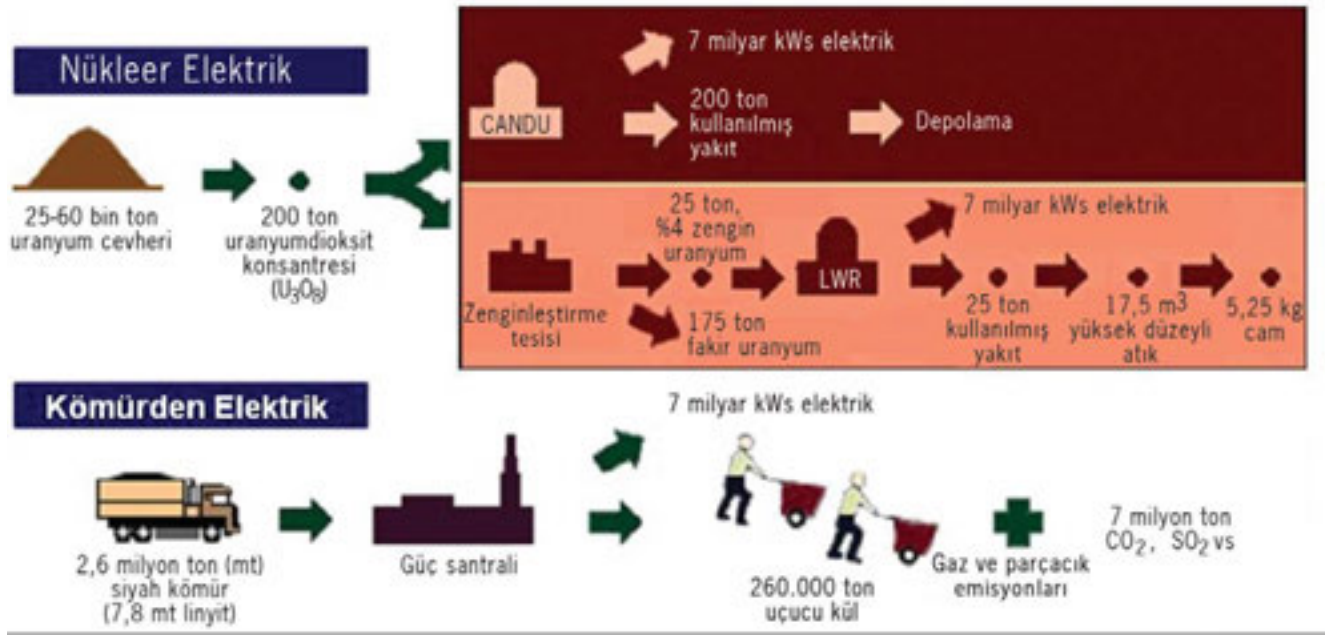 Nükleer Elektrik
25-60 bin ton
uranyum cevheri
200 ton
uranyumdioksit
konsantresi
(U₃O₈)
CANDU
7 milyar kWs elektrik
200 ton
kullanılmış
yakıt
Depolama
Zenginleştirme
tesisi
25 ton,
%4 zengin
uranyum
175 ton
fakir uranyum
LWR
7 milyar kWs elektrik
25 ton
kullanılmış
yakıt
17,5 m³
yüksek düzeyli
atık
5,25 kg
cam
Kömürden Elektrik
2,6 milyon ton (mt)
siyah kömür
(7,8 mt linyit)
Güç santrali
7 milyar kWs elektrik
260.000 ton
uçucu kül
Gaz ve parçacık
emisyonları
7 milyon ton
CO₂, SO₂ vs